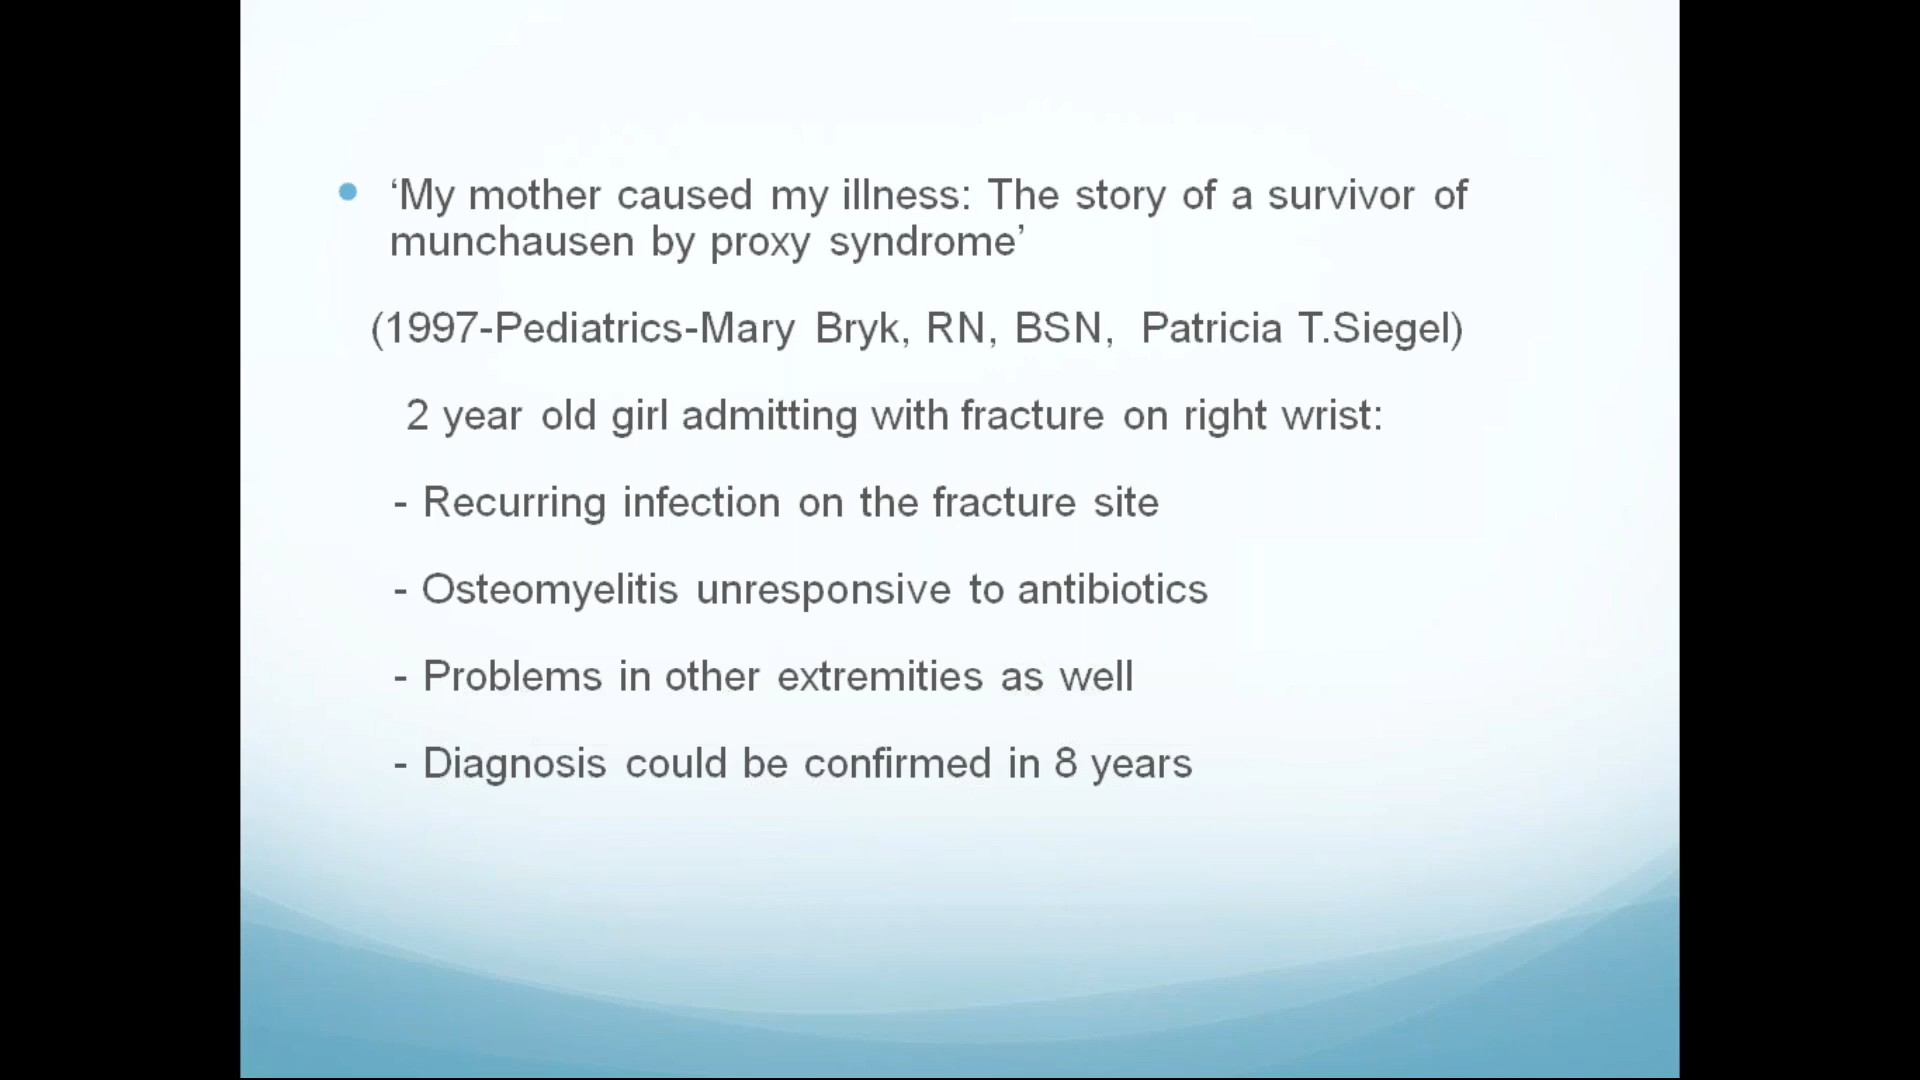 ‘My mother caused my illness: The story of a survivor of
munchausen by proxy syndrome’
(1997-Pediatrics-Mary Bryk, RN, BSN, Patricia T.Siegel)
2 year old girl admitting with fracture on right wrist:
- Recurring infection on the fracture site
- Osteomyelitis unresponsive to antibiotics
- Problems in other extremities as well
- Diagnosis could be confirmed in 8 years